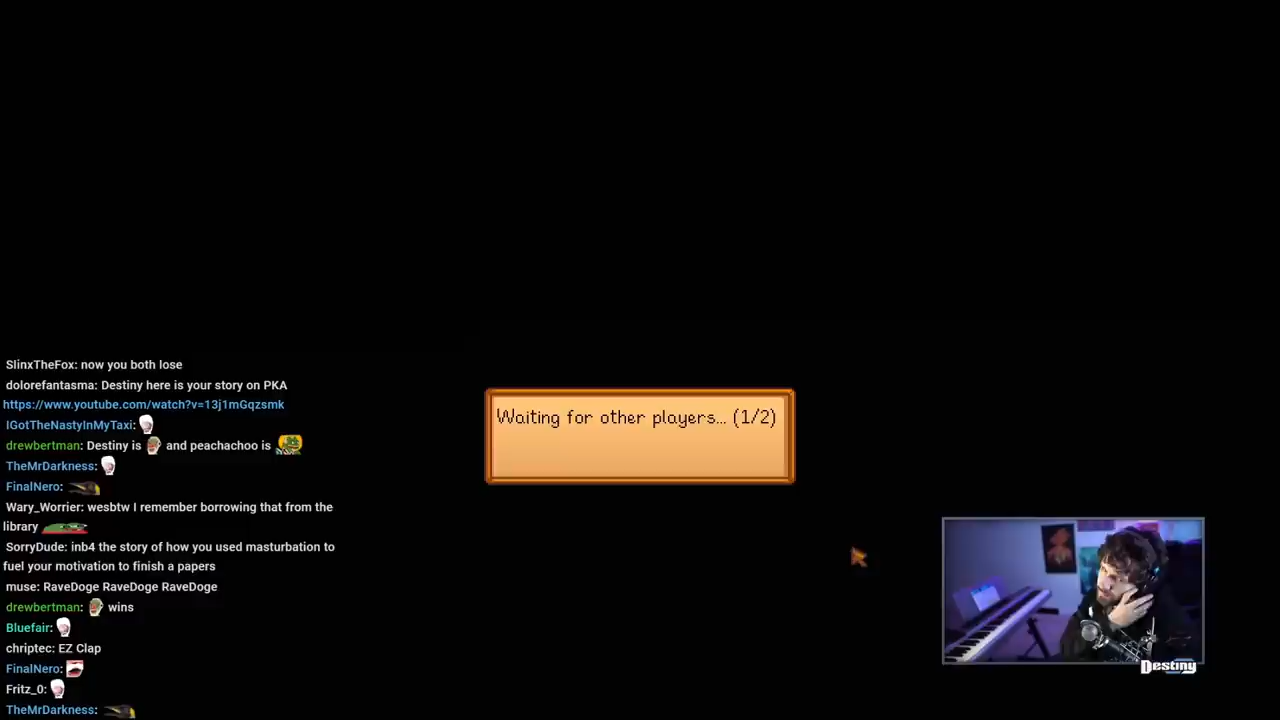 SlinxTheFox: now you both lose
dolorefantasma: Destiny here is your story on PKA
https://www.youtube.com/watch?v=13j1mGqzsmk
IGotTheNastyInMyTaxi:
drewbertman: Destiny is and peachachoo is
TheMrDarkness:
FinalNero:
Wary_Worrier: wesbtw I remember borrowing that from the
library
SorryDude: inb4 the story of how you used masturbation to
fuel your motivation to finish a papers
muse: RaveDoge RaveDoge RaveDoge
drewbertman: wins
Bluefair:
chriptec: EZ Clap
FinalNero:
Fritz_0:
TheMrDarkness:
Waiting for other players... (1/2)
Destiny